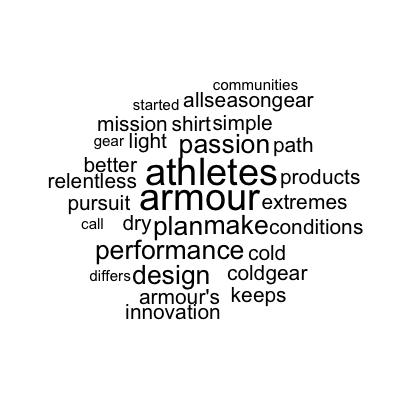 communities
started allseasongear
mission shirt simple
gear light passion path
better athletes products
relentless
pursuit armour extremes
call dry plan make conditions
performance cold
differs design coldgear
armour's keeps
innovation